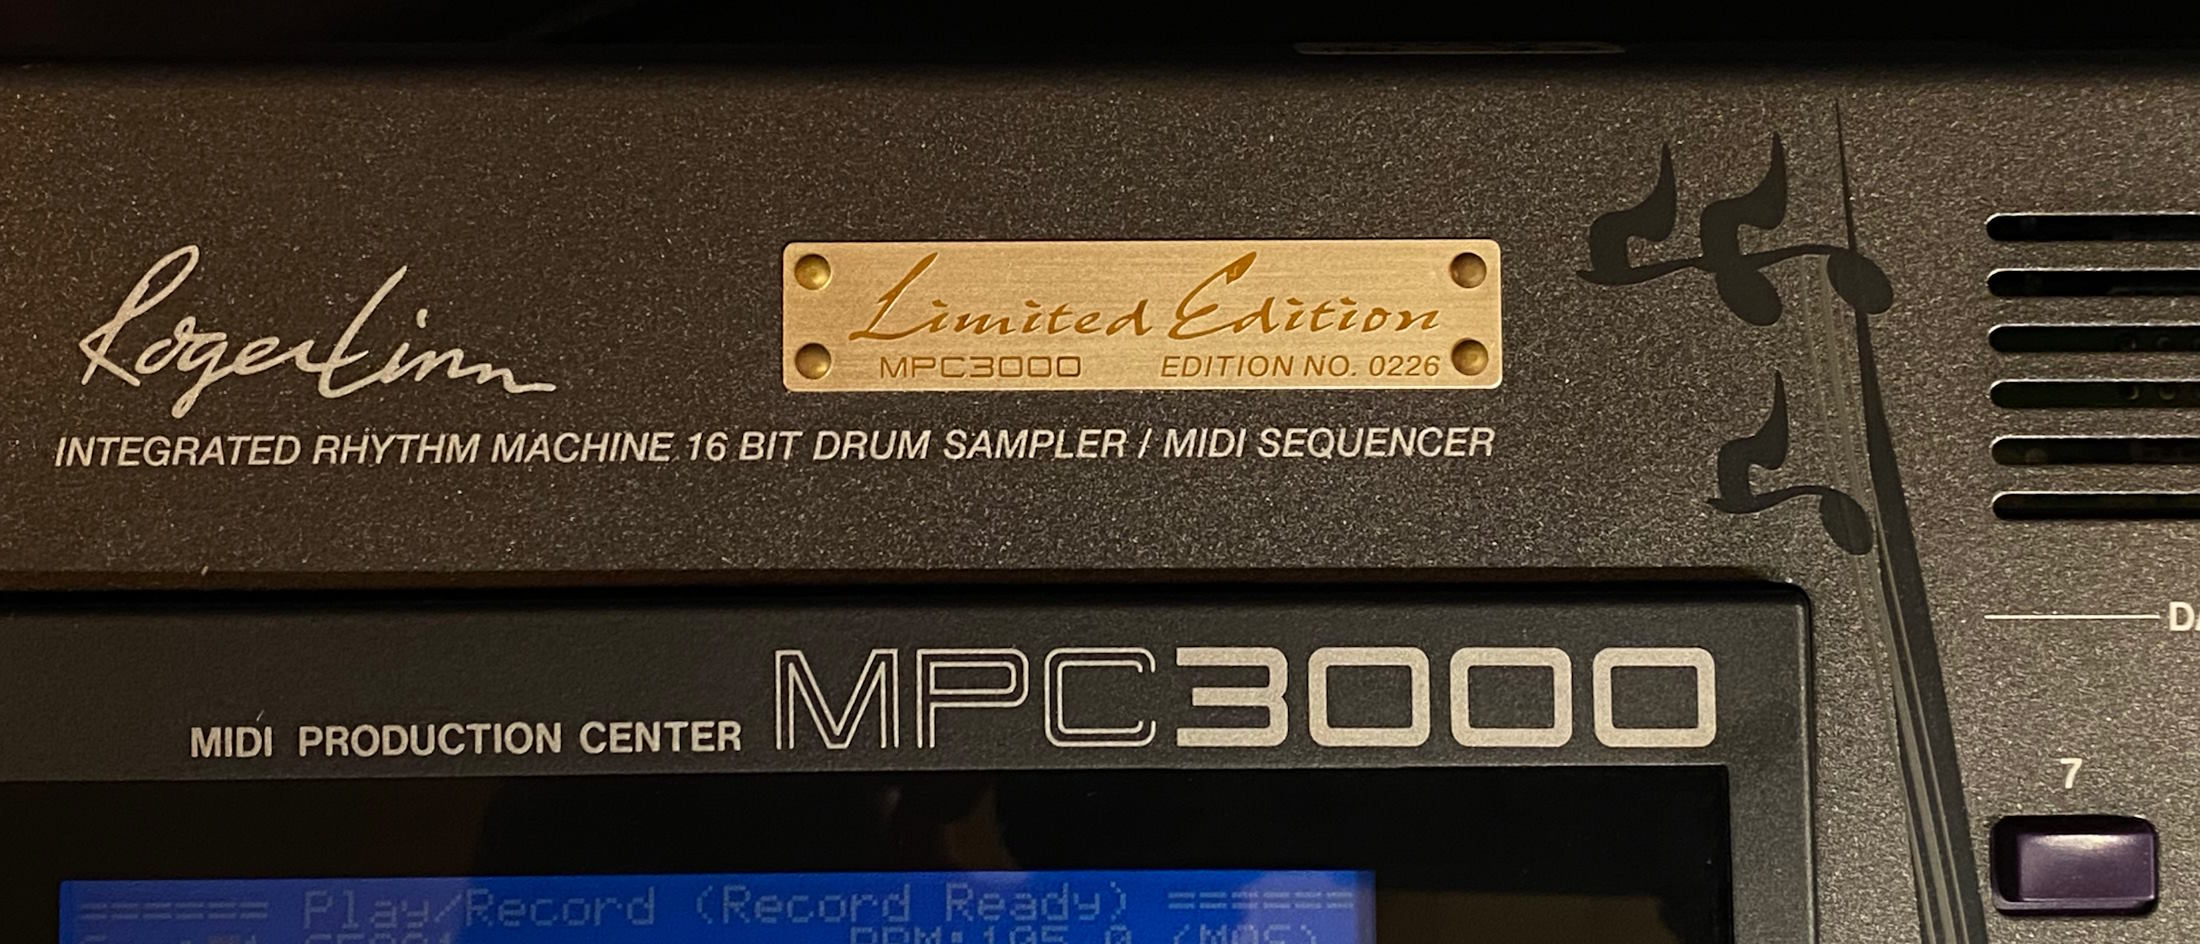 Limited Edition
MPC3000 EDITION NO. 0226
Roger Linn
INTEGRATED RHYTHM MACHINE 16 BIT DRUM SAMPLER / MIDI SEQUENCER
MIDI PRODUCTION CENTER MPC3000
7
====== Play/Record (Record Ready) ======